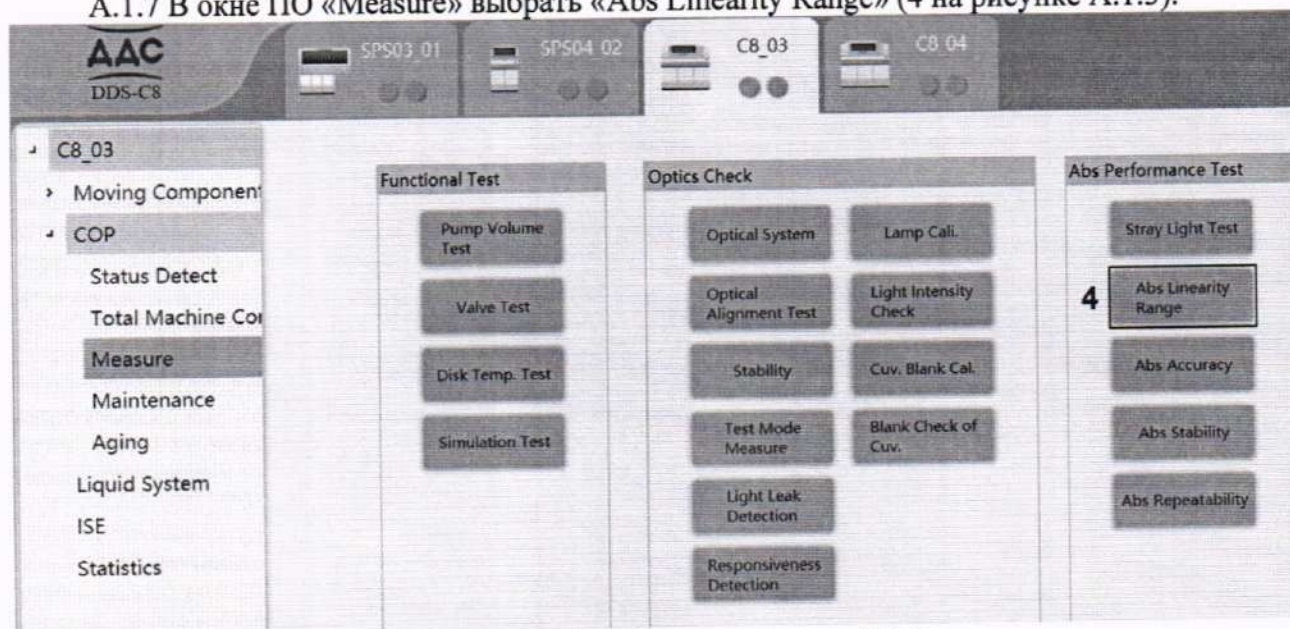 А.1.7 В окне ПО «Measure» выбрать «Abs Linearity Range» (4 на рисунке А.1.3).
AAC
DDS-C8
SPS03_01
SPS04_02
C8_03
C8_04
C8_03
Moving Component
COP
Status Detect
Total Machine Co
Measure
Maintenance
Aging
Liquid System
ISE
Statistics
Functional Test
Pump Volume
Test
Valve Test
Disk Temp. Test
Simulation Test
Optics Check
Optical System
Optical
Alignment Test
Stability
Test Mode
Measure
Light Leak
Detection
Responsiveness
Detection
Lamp Cali.
Light Intensity
Check
Cuv. Blank Cal.
Blank Check of
Cuv.
Abs Performance Test
Stray Light Test
4
Abs Linearity
Range
Abs Accuracy
Abs Stability
Abs Repeatability